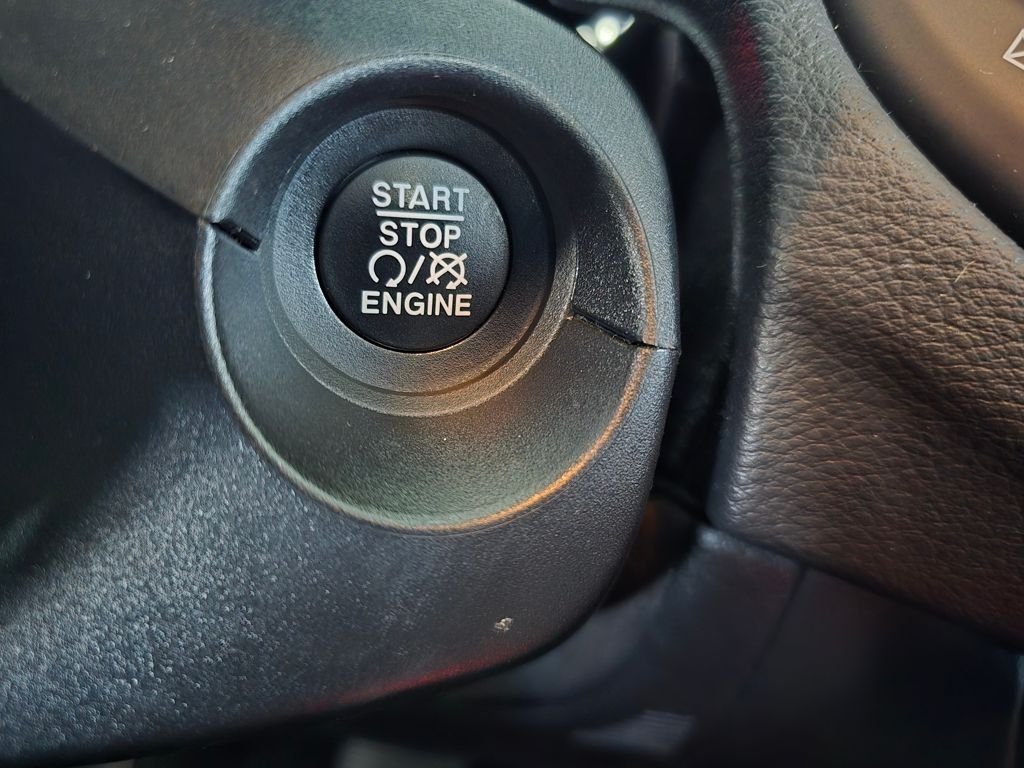 START
STOP
/
ENGINE